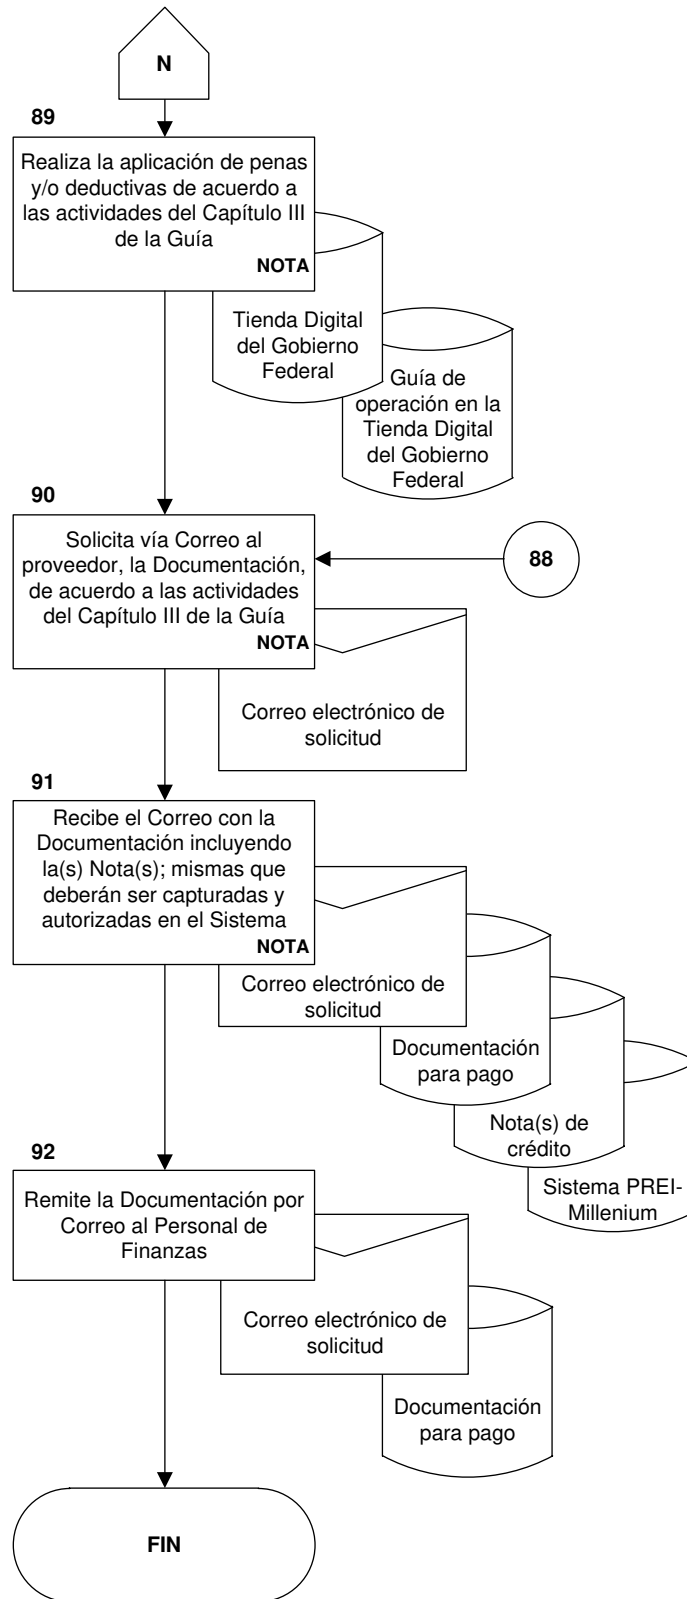 N
89
Realiza la aplicación de penas
y/o deductivas de acuerdo a
las actividades del Capítulo III
de la Guía
NOTA
Tienda Digital
del Gobierno
Federal
Guía de
operación en la
Tienda Digital
del Gobierno
Federal
90
Solicita vía Correo al
proveedor, la Documentación,
de acuerdo a las actividades
del Capítulo III de la Guía
NOTA
88
Correo electrónico de
solicitud
91
Recibe el Correo con la
Documentación incluyendo
la(s) Nota(s); mismas que
deberán ser capturadas y
autorizadas en el Sistema
NOTA
Correo electrónico de
solicitud
Documentación
para pago
Nota(s) de
crédito
Sistema PREI-
Millenium
92
Remite la Documentación por
Correo al Personal de
Finanzas
Correo electrónico de
solicitud
Documentación
para pago
FIN